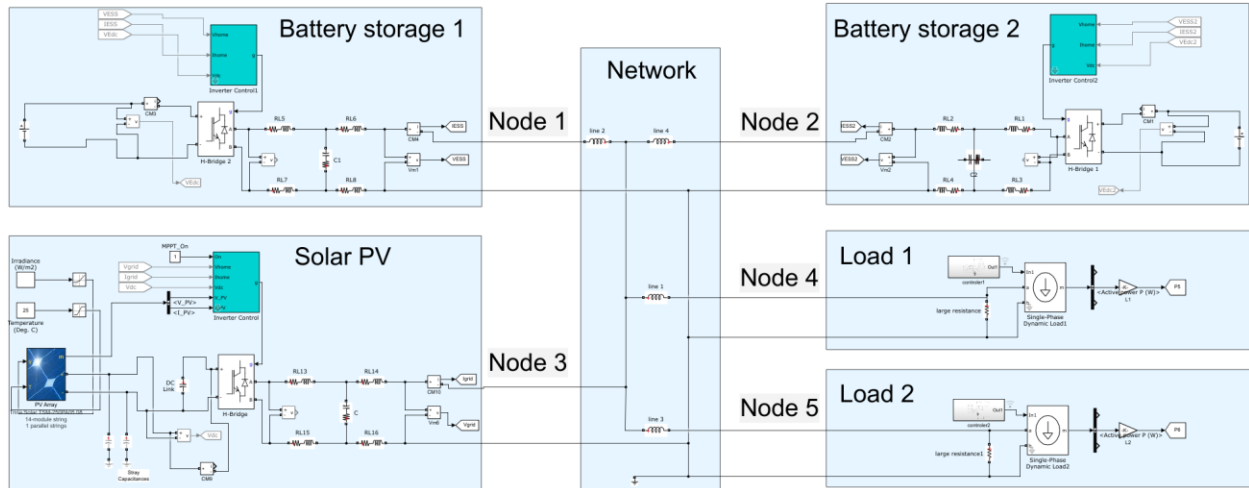 Battery storage 1
VESS
IESS
VEdc
Vhome
Ihome
Vdc
g
Inverter Control1
CM3
H-Bridge 2
RL5
RL6
C1
RL7
RL8
CM4
Vm1
IESS
VESS
VEdc
Node 1
Network
line 2
line 4
line 1
line 3
Node 2
Battery storage 2
Vhome
Ihome
Vdc
g
Inverter Control2
VESS2
IESS2
VEdc2
IESS2
VESS2
CM2
Vm2
RL2
RL1
C2
RL4
RL3
H-Bridge 1
CM1
VEdc2
Solar PV
Irradiance
(W/m2)
25
Temperature
(Deg. C)
MPPT_On
1
Vgrid
Igrid
Vdc
On
Vhome
Ihome
Vdc
V_PV
g
<V_PV>
<I_PV>
Inverter Control
m
T
PV Array
14-module string
1 parallel strings
DC
Link
H-Bridge
RL13
RL14
C
RL15
RL16
CM10
Vm6
Igrid
Vgrid
Vdc
CM9
Stray
Capacitances
Node 3
Node 4
Load 1
Out1
controler1
In1
m
large resistance
Single-Phase
Dynamic Load1
<Active power P (W)>
L1
P5
Node 5
Load 2
Out1
controler2
In1
m
large resistance1
Single-Phase
Dynamic Load2
<Active power P (W)>
L2
P6